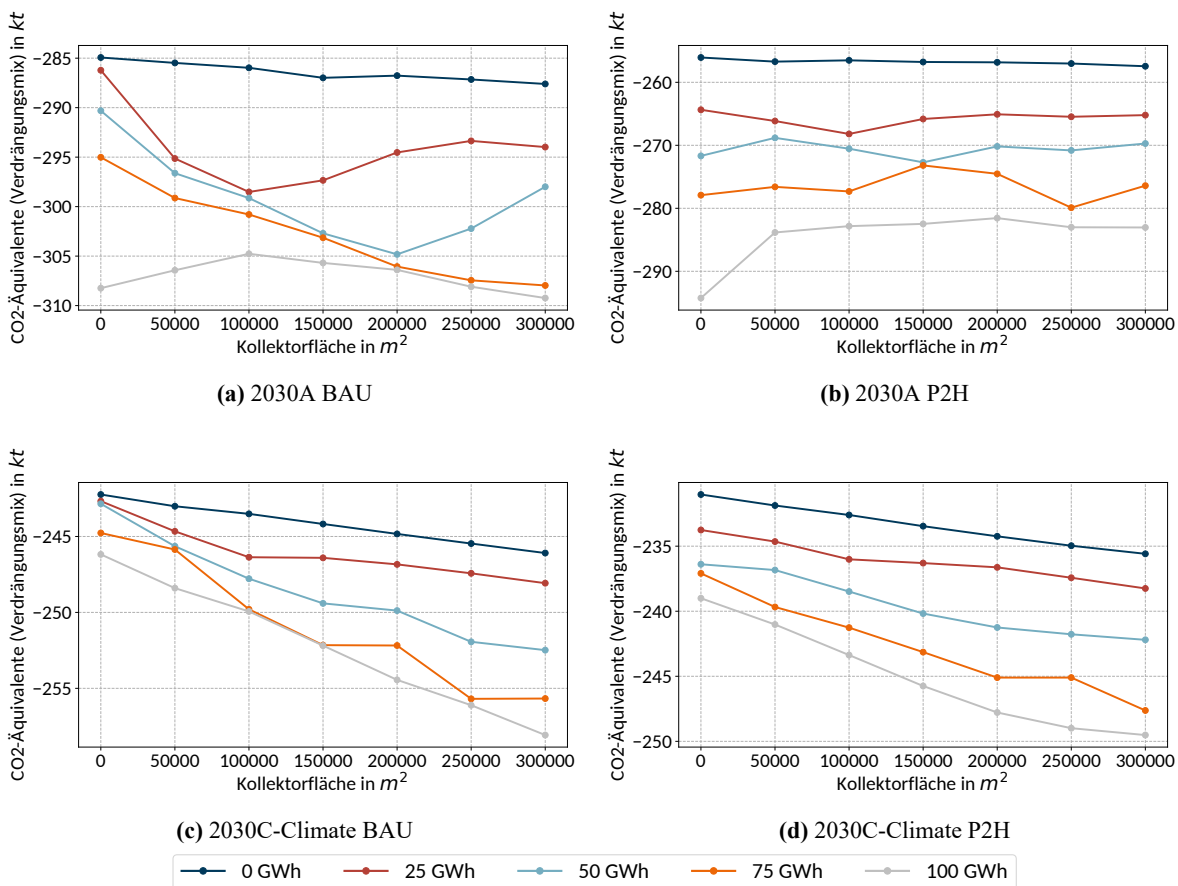 CO2-Äquivalente (Verdrängungsmix) in kt
−285
−290
−295
−300
−305
−310
0 50000 100000 150000 200000 250000 300000
Kollektorfläche in m²
(a) 2030A BAU
CO2-Äquivalente (Verdrängungsmix) in kt
−260
−270
−280
−290
0 50000 100000 150000 200000 250000 300000
Kollektorfläche in m²
(b) 2030A P2H
CO2-Äquivalente (Verdrängungsmix) in kt
−245
−250
−255
0 50000 100000 150000 200000 250000 300000
Kollektorfläche in m²
(c) 2030C-Climate BAU
CO2-Äquivalente (Verdrängungsmix) in kt
−235
−240
−245
−250
0 50000 100000 150000 200000 250000 300000
Kollektorfläche in m²
(d) 2030C-Climate P2H
0 GWh 25 GWh 50 GWh 75 GWh 100 GWh